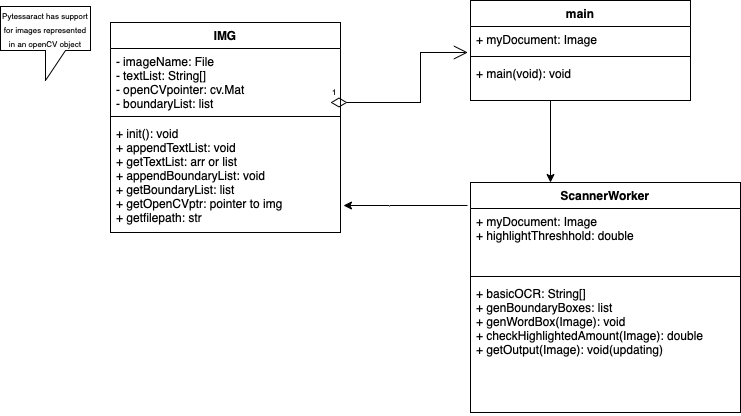 Pytessaract has support
for images represented
in an openCV object
IMG
- imageName: File
- textList: String[]
- openCVpointer: cv.Mat
- boundaryList: list
1
+ init(): void
+ appendTextList: void
+ getTextList: arr or list
+ appendBoundaryList: void
+ getBoundaryList: list
+ getOpenCVptr: pointer to img
+ getfilepath: str
main
+ myDocument: Image
+ main(void): void
ScannerWorker
+ myDocument: Image
+ highlightThreshhold: double
+ basicOCR: String[]
+ genBoundaryBoxes: list
+ genWordBox(Image): void
+ checkHighlightedAmount(Image): double
+ getOutput(Image): void(updating)